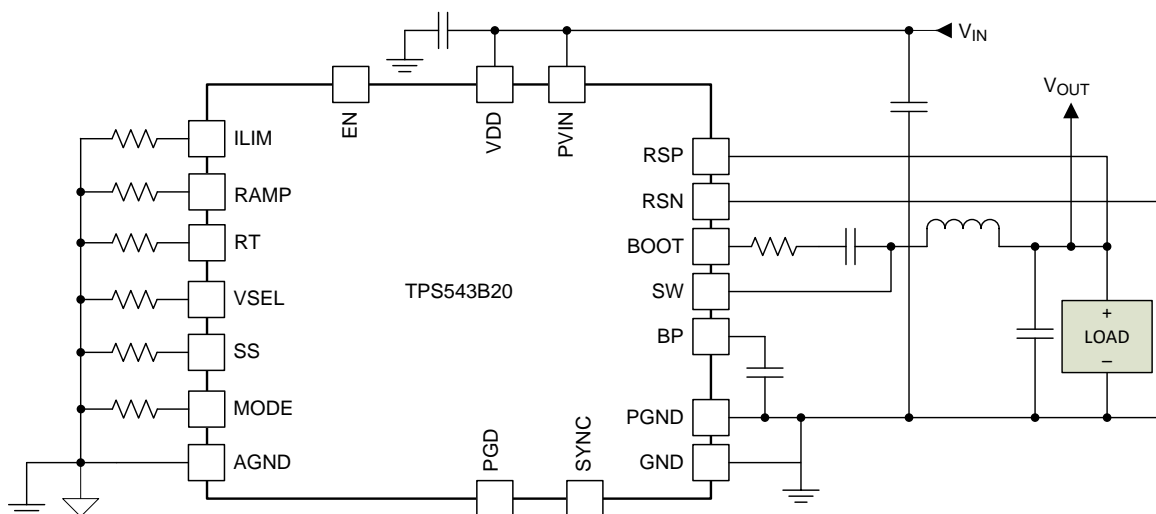 VIN
VOUT
EN
VDD
PVIN
ILIM
RAMP
RT
VSEL
SS
MODE
AGND
TPS543B20
RSP
RSN
BOOT
SW
BP
PGND
GND
PGD
SYNC
+
LOAD
–